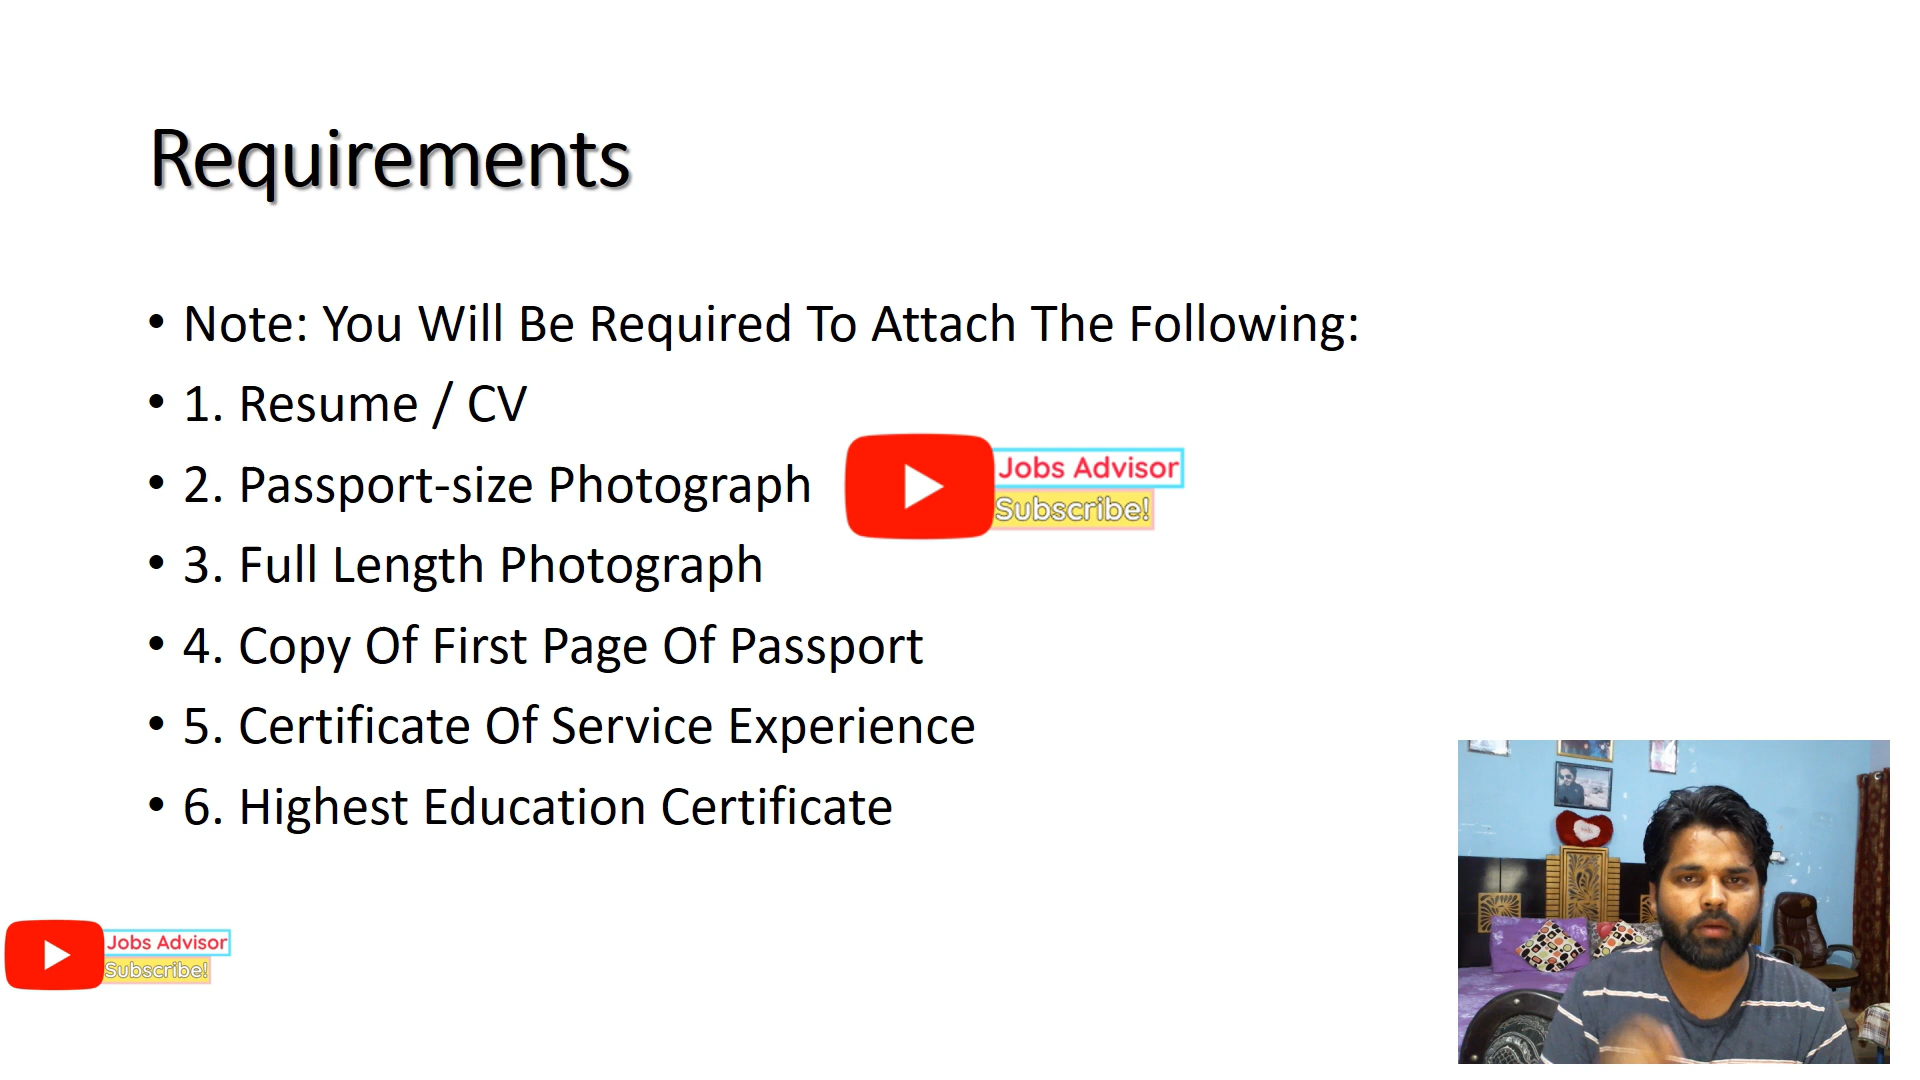 Requirements
• Note: You Will Be Required To Attach The Following:
• 1. Resume / CV
• 2. Passport-size Photograph
Jobs Advisor
Subscribe!
• 3. Full Length Photograph
• 4. Copy Of First Page Of Passport
• 5. Certificate Of Service Experience
• 6. Highest Education Certificate
Jobs Advisor
Subscribe!